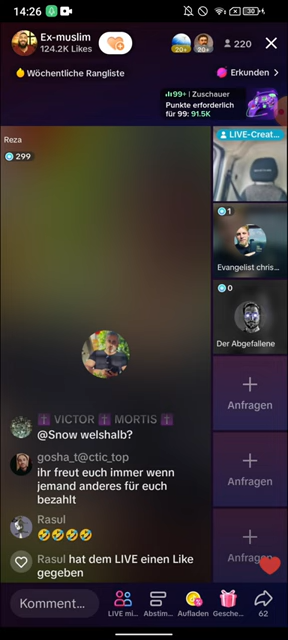 14:26
30
Ex-muslim
124.2K Likes
20+
20+
220
Wöchentliche Rangliste
Erkunden >
99+ | Zuschauer
Punkte erforderlich
für 99: 91.5K
Reza
299
LIVE-Creat...
1
Evangelist chris...
0
Der Abgefallene
Anfragen
Anfragen
Anfragen
VICTOR MORTIS
@Snow welshalb?
gosha_t@ctic_top
ihr freut euch immer wenn
jemand anderes für euch
bezahlt
Rasul
🤣🤣🤣🤣
Rasul hat dem LIVE einen Like
gegeben
Komment...
LIVE mi...
Abstim...
Aufladen
Gesche...
62